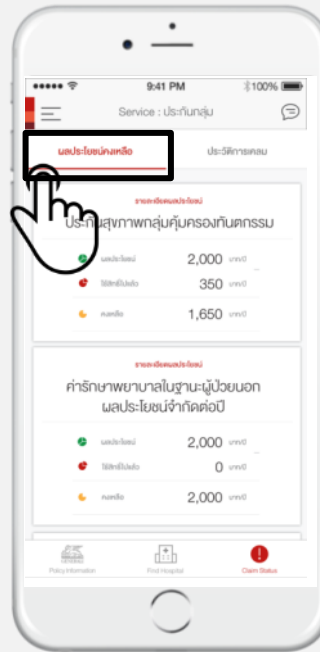 9:41 PM
100%
Service : ประกันกลุ่ม
ผลประโยชน์คงเหลือ
ประวัติการเคลม
รายละเอียดผลประโยชน์
ประกันสุขภาพกลุ่มคุ้มครองทันตกรรม
ผลประโยชน์ 2,000 บาท/ปี
ใช้สิทธิ์ไปแล้ว 350 บาท/ปี
คงเหลือ 1,650 บาท/ปี
รายละเอียดผลประโยชน์
ค่ารักษาพยาบาลในฐานะผู้ป่วยนอก
ผลประโยชน์จำกัดต่อปี
ผลประโยชน์ 2,000 บาท/ปี
ใช้สิทธิ์ไปแล้ว 0 บาท/ปี
คงเหลือ 2,000 บาท/ปี
Policy Information
Find Hospital
Claim Status